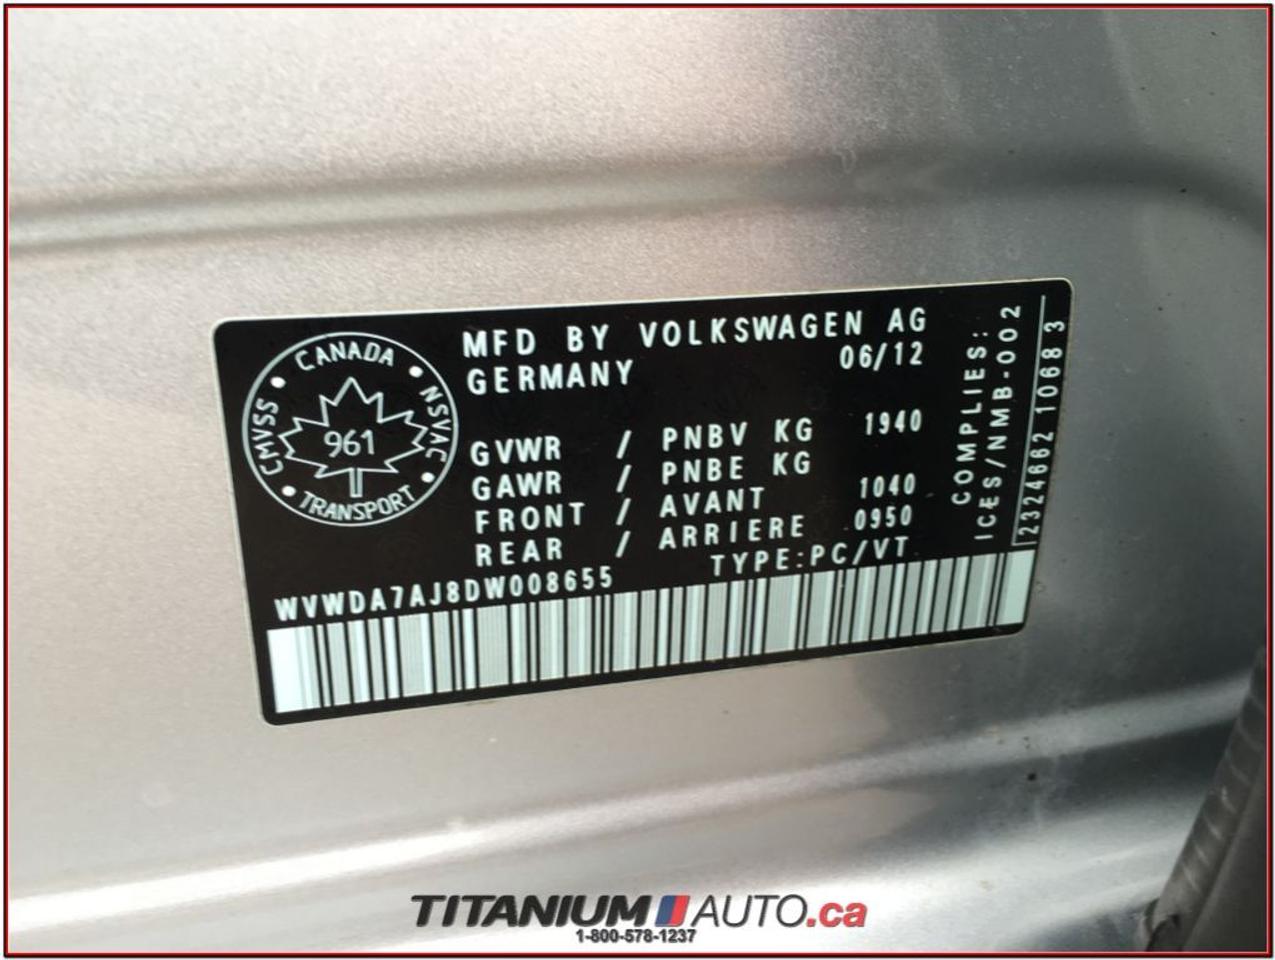 CANADA
CMVSS
NSVAC
961
TRANSPORT
MFD BY VOLKSWAGEN AG
GERMANY 06/12
GVWR / PNBV KG 1940
GAWR / PNBE KG
FRONT / AVANT 1040
REAR / ARRIERE 0950
TYPE:PC/VT
WVWDA7AJ8DW008655
COMPLIES:
ICES/NMB-002
2324662 10683
TITANIUM AUTO.ca
1-800-578-1237